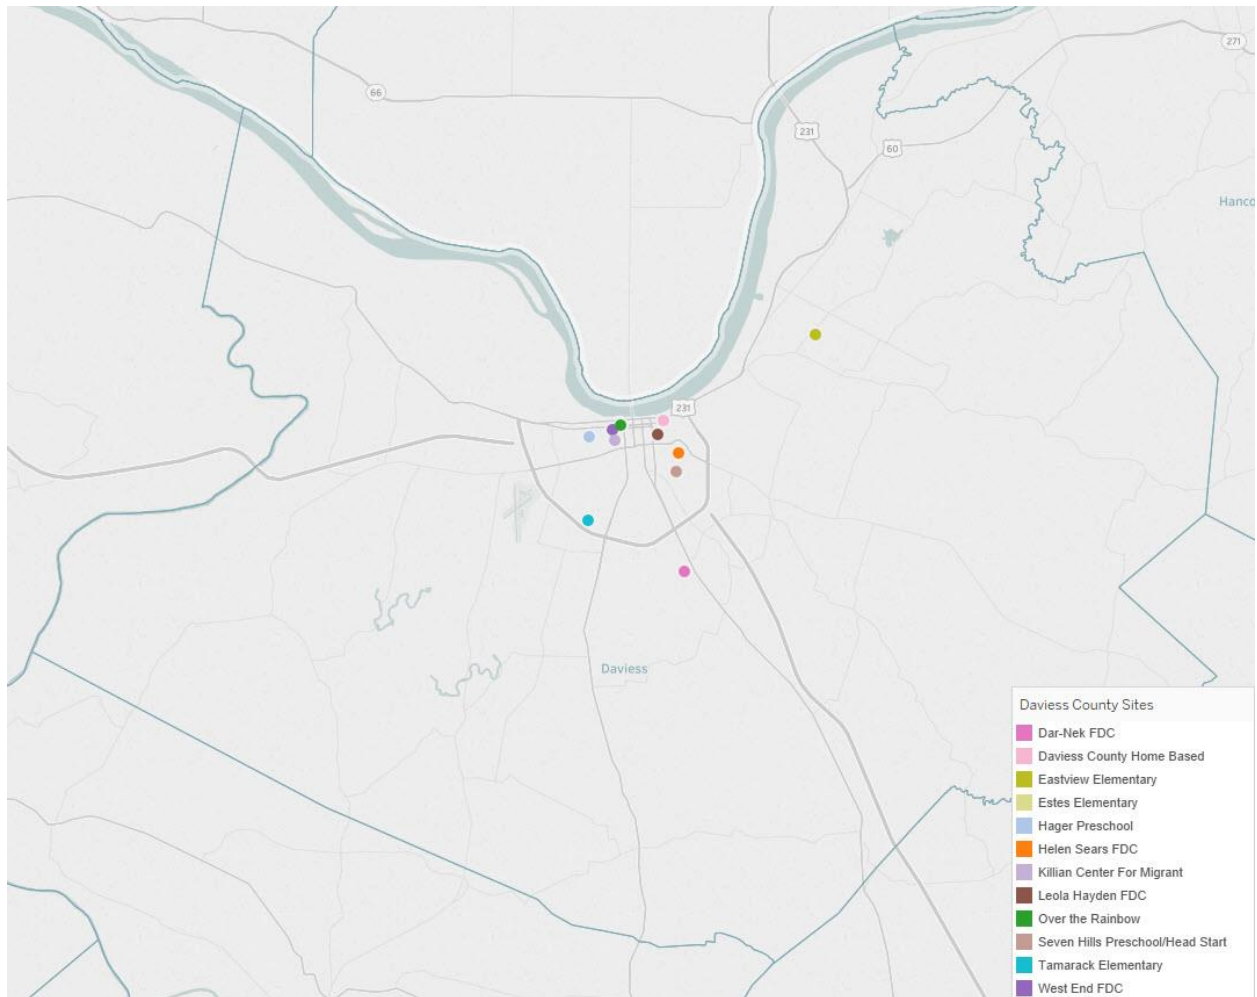 271
66
231
60
Hanco
231
Daviess
Daviess County Sites
Dar-Nek FDC
Daviess County Home Based
Eastview Elementary
Estes Elementary
Hager Preschool
Helen Sears FDC
Killian Center For Migrant
Leola Hayden FDC
Over the Rainbow
Seven Hills Preschool/Head Start
Tamarack Elementary
West End FDC